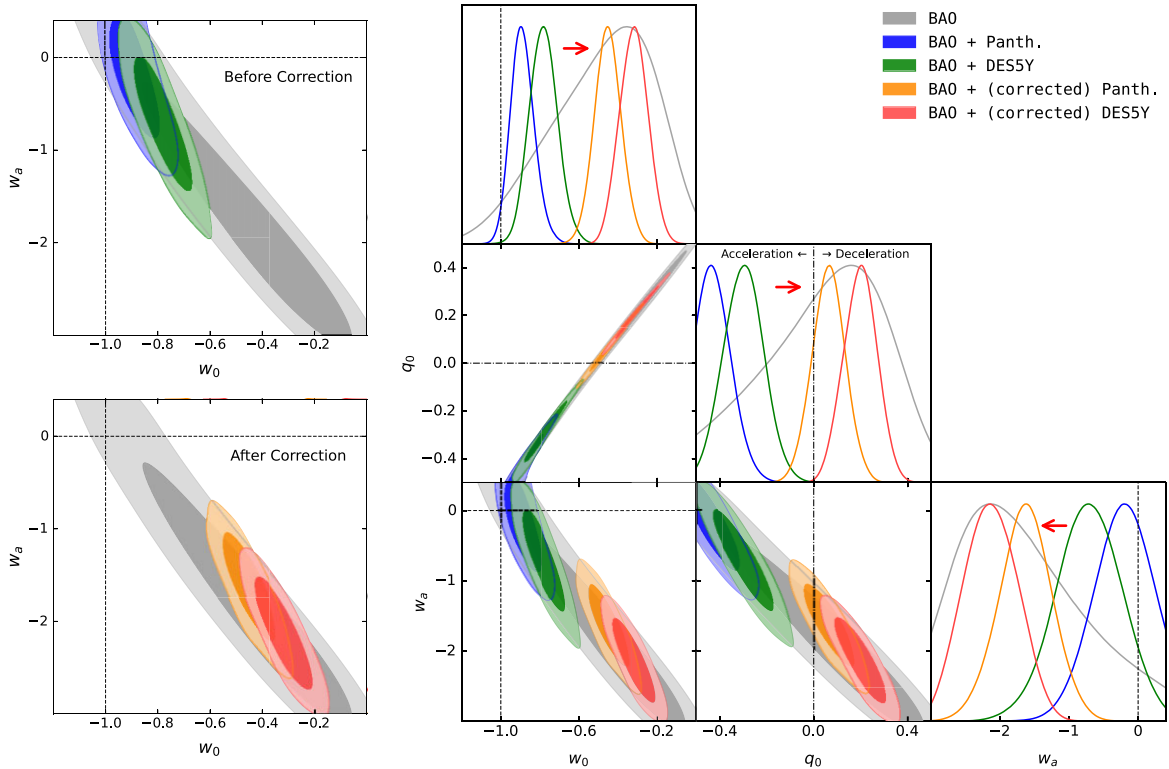 0
−1
−2
w_a
−1.0
−0.8
−0.6
−0.4
−0.2
w_0
Before Correction
0
−1
−2
w_a
−1.0
−0.8
−0.6
−0.4
−0.2
w_0
After Correction
BAO
BAO + Panth.
BAO + DES5Y
BAO + (corrected) Panth.
BAO + (corrected) DES5Y
0.4
0.2
0.0
−0.2
−0.4
q_0
Acceleration ← → Deceleration
0
−1
−2
w_a
−1.0
−0.6
−0.2
w_0
−0.4
0.0
0.4
q_0
−2
−1
0
w_a